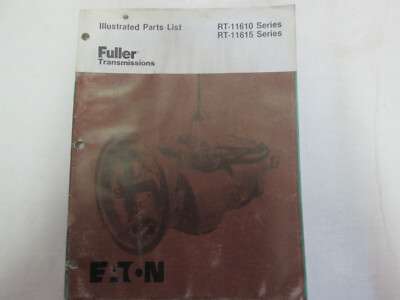 Illustrated Parts List
RT-11610 Series
RT-11615 Series
Fuller®
Transmissions
EATON